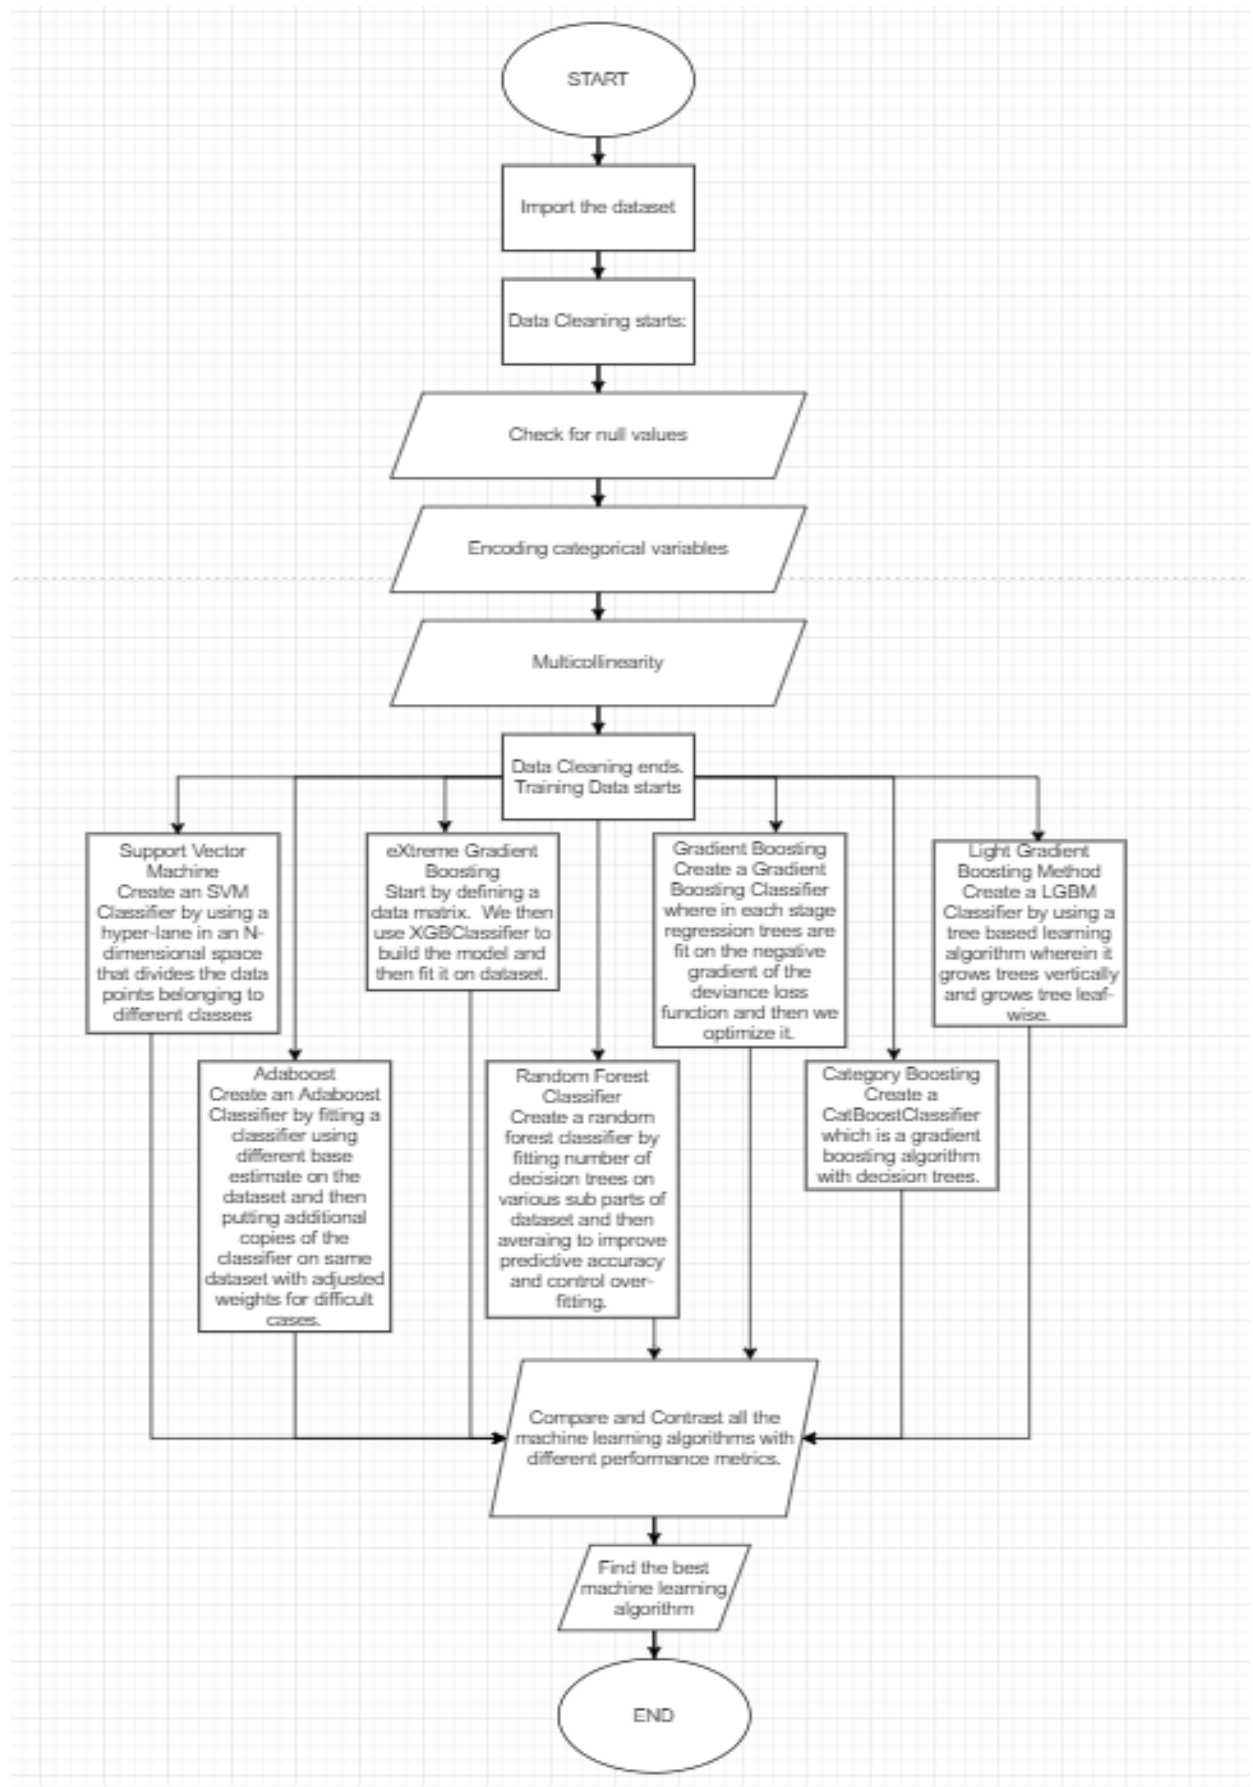 START
Import the dataset
Data Cleaning starts:
Check for null values
Encoding categorical variables
Multicollinearity
Data Cleaning ends.
Training Data starts
Support Vector
Machine
Create an SVM
Classifier by using a
hyper-lane in an N-
dimensional space
that divides the data
points belonging to
different classes
eXtreme Gradient
Boosting
Start by defining a
data matrix. We then
use XGBClassifier to
build the model and
then fit it on dataset.
Gradient Boosting
Create a Gradient
Boosting Classifier
where in each stage
regression trees are
fit on the negative
gradient of the
deviance loss
function and then we
optimize it.
Light Gradient
Boosting Method
Create a LGBM
Classifier by using a
tree based learning
algorithm wherein it
grows trees vertically
and grows tree leaf-
wise.
Adaboost
Create an Adaboost
Classifier by fitting a
classifier using
different base
estimate on the
dataset and then
putting additional
copies of the
classifier on same
dataset with adjusted
weights for difficult
cases.
Random Forest
Classifier
Create a random
forest classifier by
fitting number of
decision trees on
various sub parts of
dataset and then
averaing to improve
predictive accuracy
and control over-
fitting.
Category Boosting
Create a
CatBoostClassifier
which is a gradient
boosting algorithm
with decision trees.
Compare and Contrast all the
machine learning algorithms with
different performance metrics.
Find the best
machine learning
algorithm
END